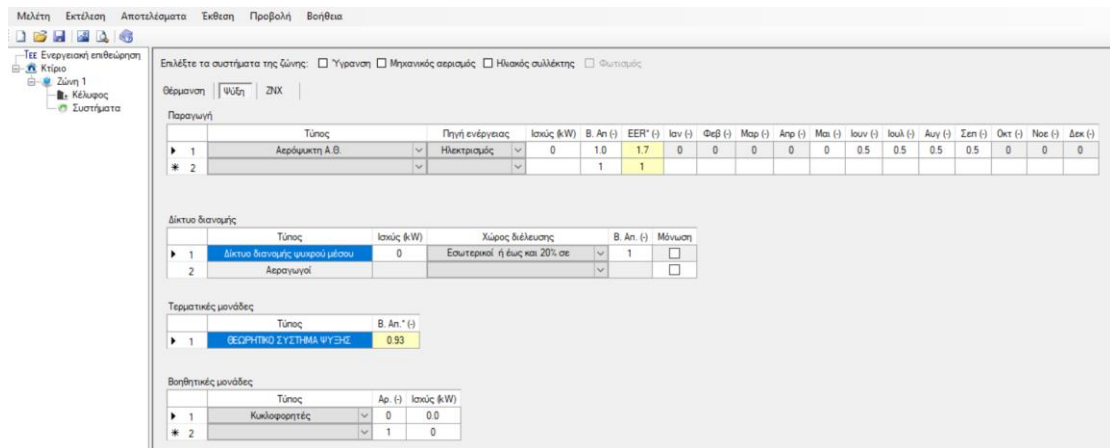 Μελέτη Εκτέλεση Αποτελέσματα Έκθεση Προβολή Βοήθεια
ΤΕΕ Ενεργειακή επιθεώρηση
Κτίριο
Ζώνη 1
Κέλυφος
Συστήματα
Επιλέξτε τα συστήματα της ζώνης: Ύγρανση Μηχανικός αερισμός Ηλιακός συλλέκτης Φωτισμός
Θέρμανση Ψύξη ΖΝΧ
Παραγωγή
Τύπος Πηγή ενέργειας Ισχύς (kW) Β. Απ (-) EER* (-) Ιαν (-) Φεβ (-) Μαρ (-) Απρ (-) Μαι (-) Ιουν (-) Ιουλ (-) Αυγ (-) Σεπ (-) Οκτ (-) Νοε (-) Δεκ (-)
1 Αερόψυκτη Α.Θ. Ηλεκτρισμός 0 1.0 1.7 0 0 0 0 0 0.5 0.5 0.5 0.5 0 0 0
* 2 1 1
Δίκτυο διανομής
Τύπος Ισχύς (kW) Χώρος διέλευσης Β. Απ. (-) Μόνωση
1 Δίκτυο διανομής ψυχρού μέσου 0 Εσωτερικοί ή έως και 20% σε 1
2 Αεραγωγοί
Τερματικές μονάδες
Τύπος Β. Απ.* (-)
1 ΘΕΩΡΗΤΙΚΟ ΣΥΣΤΗΜΑ ΨΥΞΗΣ 0.93
Βοηθητικές μονάδες
Τύπος Αρ. (-) Ισχύς (kW)
1 Κυκλοφορητές 0 0.0
* 2 1 0